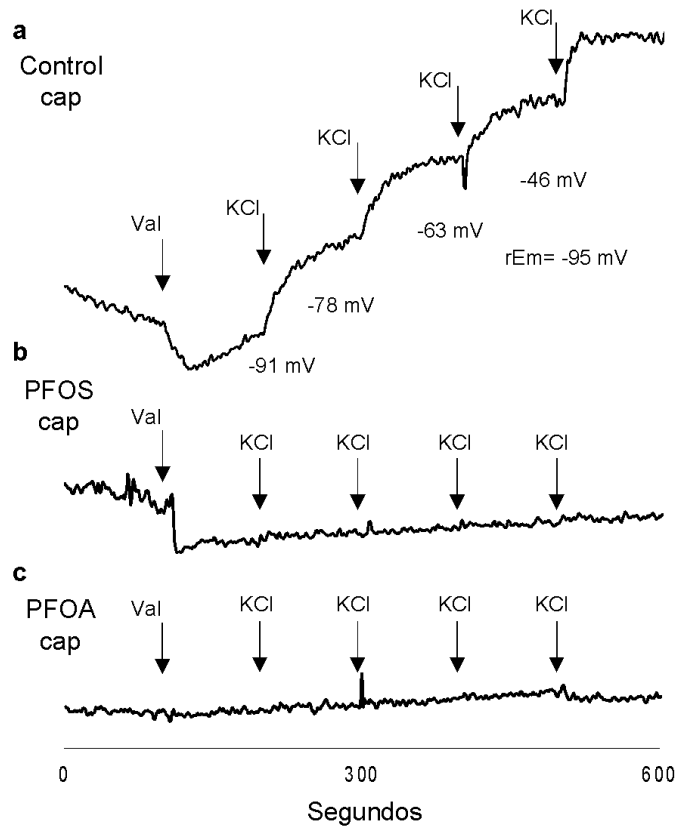 a
Control
cap
Val
KCl
KCl
KCl
KCl
-91 mV
-78 mV
-63 mV
-46 mV
rEm= -95 mV
b
PFOS
cap
Val
KCl
KCl
KCl
KCl
c
PFOA
cap
Val
KCl
KCl
KCl
KCl
0
300
600
Segundos